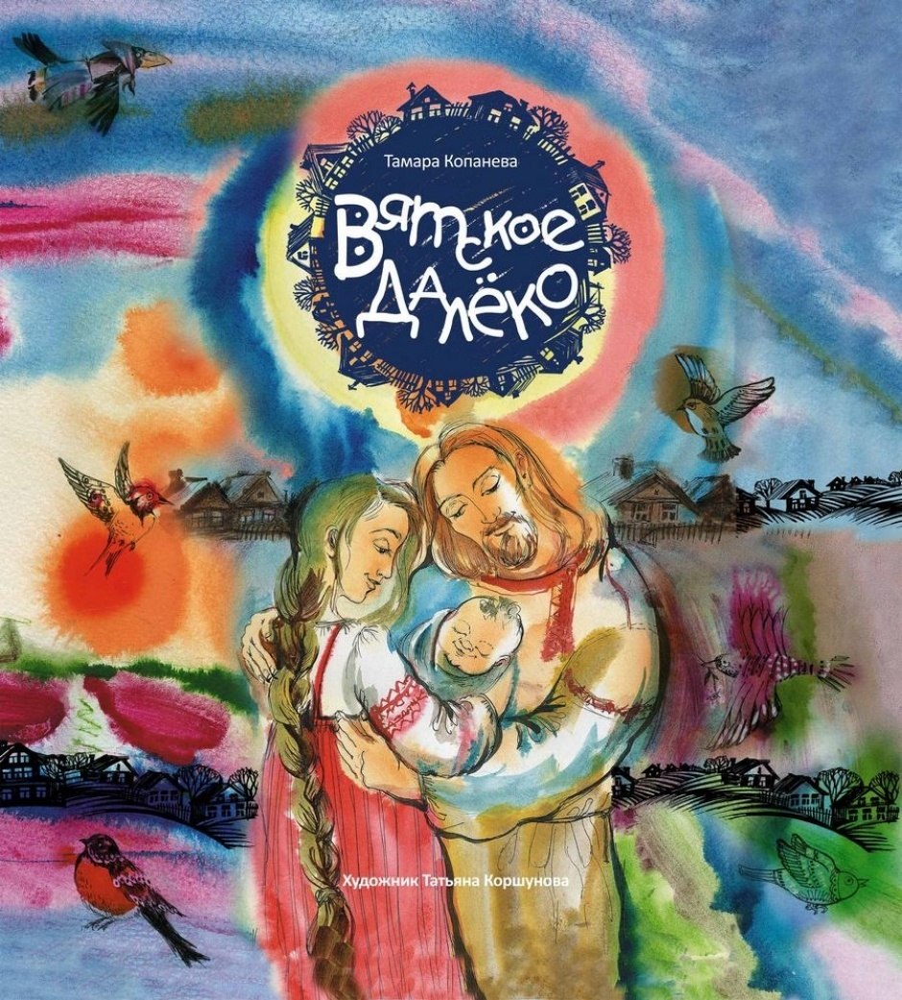 Тамара Копанева
Вятское
далёко
Художник Татьяна Коршунова